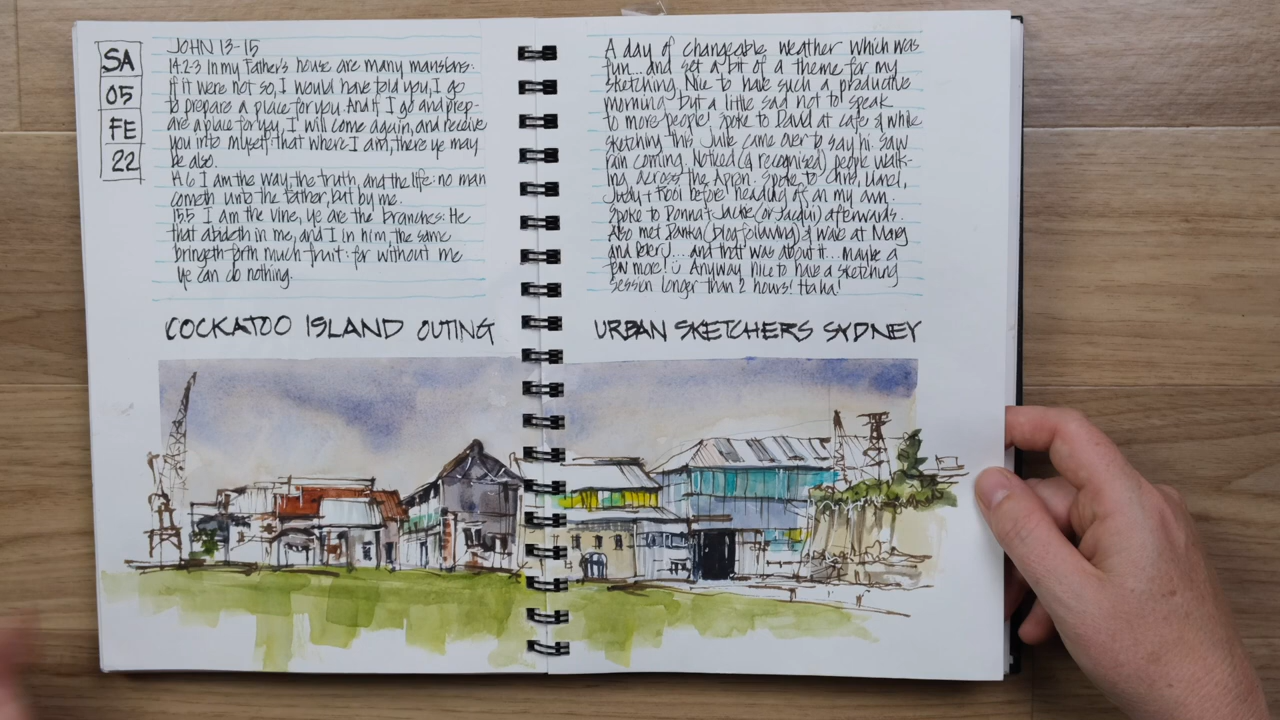 SA
05
FE
22
JOHN 13-15
14.2-3 In my Father's house are many mansions:
if it were not so, I would have told you, I go
to prepare a place for you. And if I go and prep-
are a place for you, I will come again, and receive
you into myself: that where I am, there ye may
be also.
14.6 I am the way, the truth, and the life: no man
cometh unto the father, but by me.
15.5 I am the vine, ye are the branches: He
that abideth in me, and I in him, the same
bringeth forth much fruit: for without me
ye can do nothing.
COCKATOO ISLAND OUTING
A day of changeable weather which was
fun...and set a bit of a theme for my
sketching. Nice to have such a productive
morning but a little sad not to speak
to more people! Spoke to David at cafe & while
sketching this Julie came over to say hi. Saw
rain coming. Noticed (& recognised) people walk-
ing across the Apron. Spoke to Chris,
Judy + before heading off on my own.
Spoke to Donna + Jackie (or Jaqui) afterwards.
Also met (blog following) & wave at Marg
and Peter J...and that was about it...maybe a
few more! :) Anyway nice to have a sketching
session longer than 2 hours! Ha ha!
URBAN SKETCHERS SYDNEY